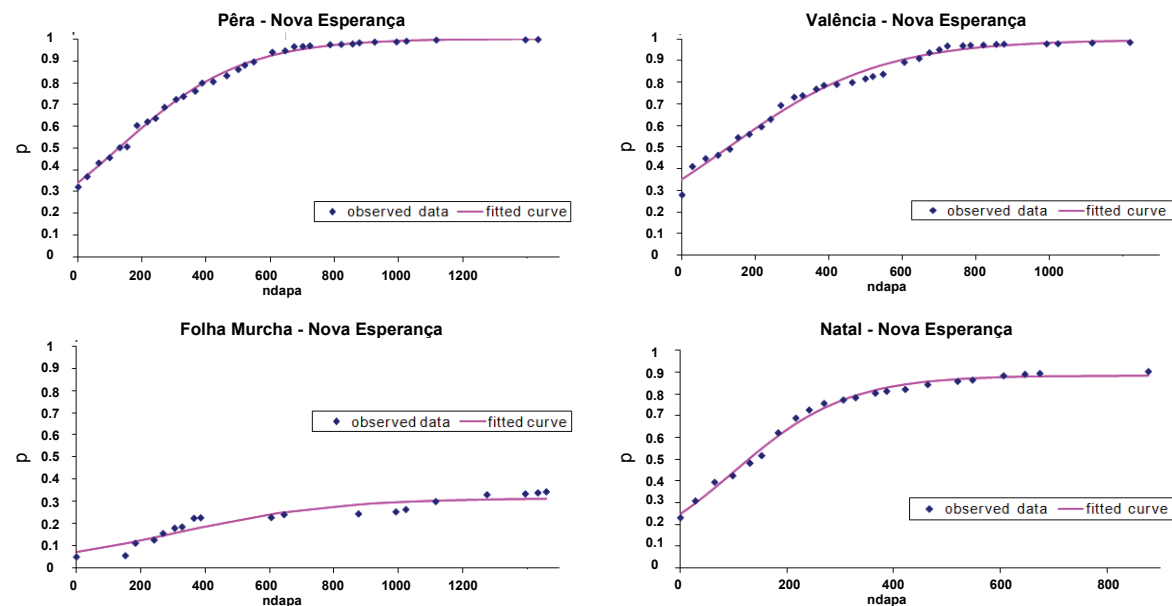 Pêra - Nova Esperança
1
0.9
0.8
0.7
0.6
0.5
0.4
0.3
0.2
0.1
0
p
observed data
fitted curve
0 200 400 600 800 1000 1200
ndapa
Valência - Nova Esperança
1
0.9
0.8
0.7
0.6
0.5
0.4
0.3
0.2
0.1
0
p
observed data
fitted curve
0 200 400 600 800 1000
ndapa
Folha Murcha - Nova Esperança
1
0.9
0.8
0.7
0.6
0.5
0.4
0.3
0.2
0.1
0
p
observed data
fitted curve
0 200 400 600 800 1000 1200
ndapa
Natal - Nova Esperança
1
0.9
0.8
0.7
0.6
0.5
0.4
0.3
0.2
0.1
0
p
observed data
fitted curve
0 200 400 600 800
ndapa